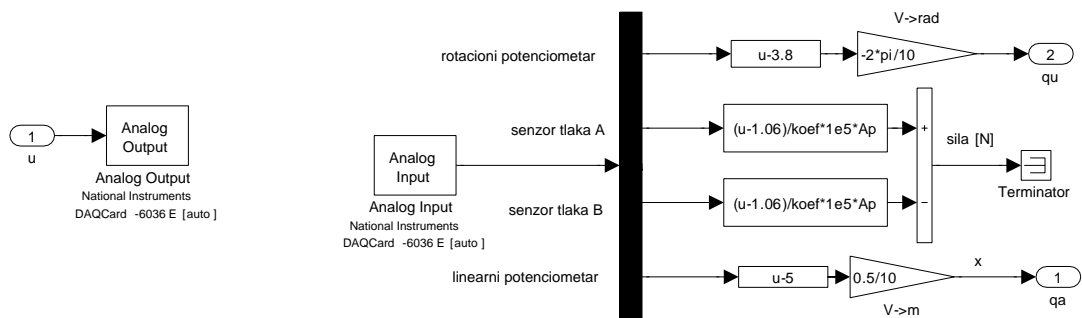 V->rad
rotacioni potenciometar
u-3.8
-2*pi/10
2
qu
senzor tlaka A
(u-1.06)/koef*1e5*Ap
+
sila [N]
Terminator
1
u
Analog
Output
Analog Output
National Instruments
DAQCard -6036 E [auto ]
Analog
Input
Analog Input
National Instruments
DAQCard -6036 E [auto ]
senzor tlaka B
(u-1.06)/koef*1e5*Ap
−
linearni potenciometar
u-5
0.5/10
V->m
x
1
qa